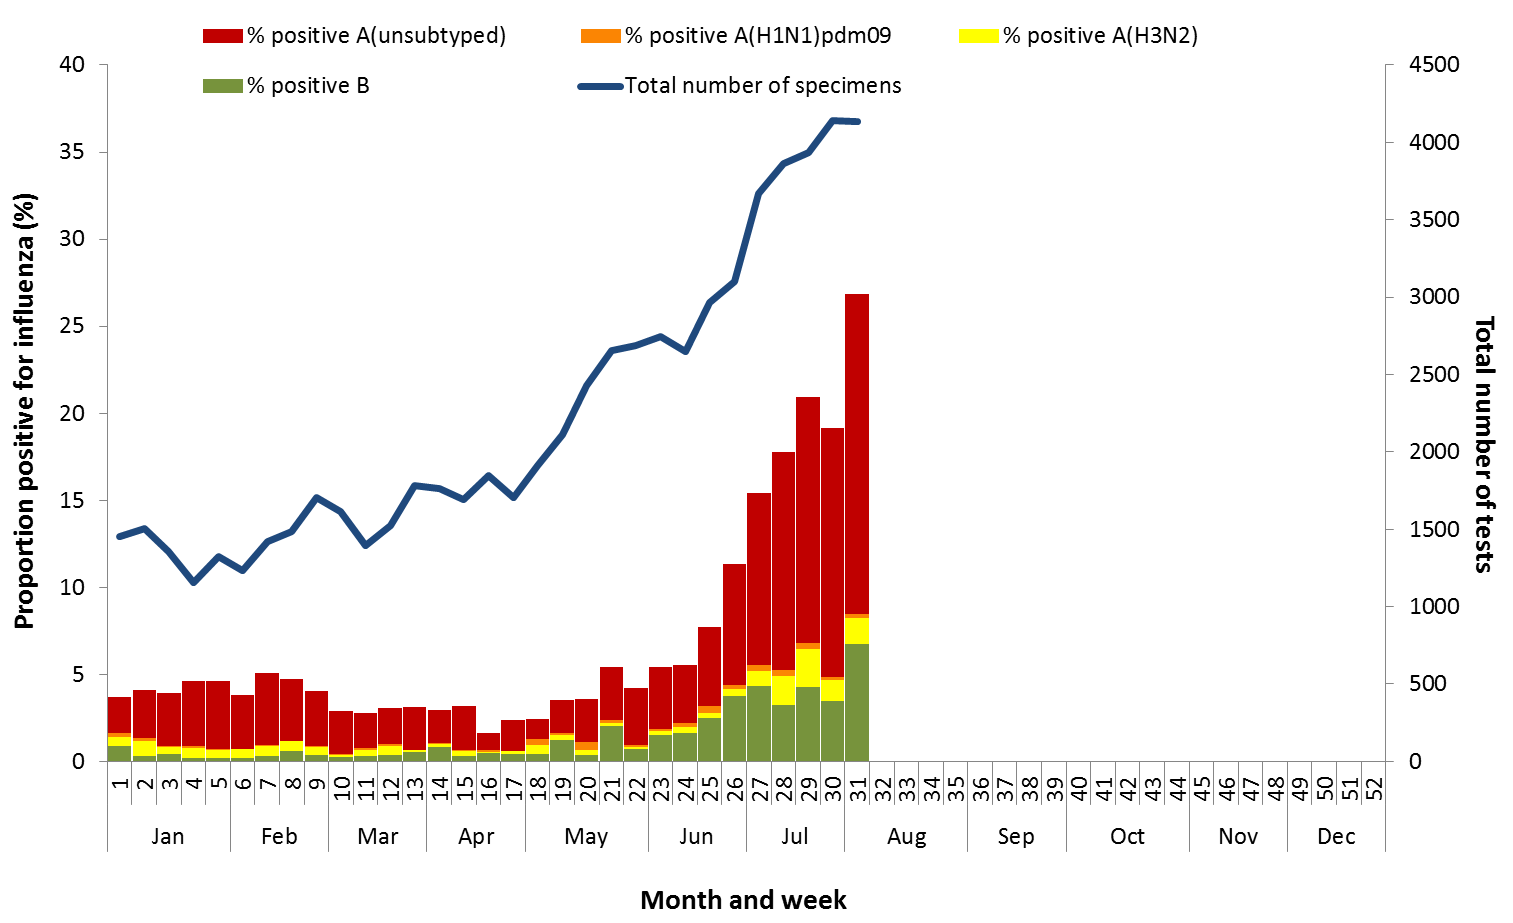 % positive A(unsubtyped) % positive A(H1N1)pdm09 % positive A(H3N2)
% positive B Total number of specimens
40 4500
35 4000
30 3500
25 3000
20 2500
15 2000
10 1500
5 1000
0 500
0
Proportion positive for influenza (%)
Total number of tests
1 2 3 4 5 6 7 8 9 10 11 12 13 14 15 16 17 18 19 20 21 22 23 24 25 26 27 28 29 30 31 32 33 34 35 36 37 38 39 40 41 42 43 44 45 46 47 48 49 50 51 52
Jan Feb Mar Apr May Jun Jul Aug Sep Oct Nov Dec
Month and week